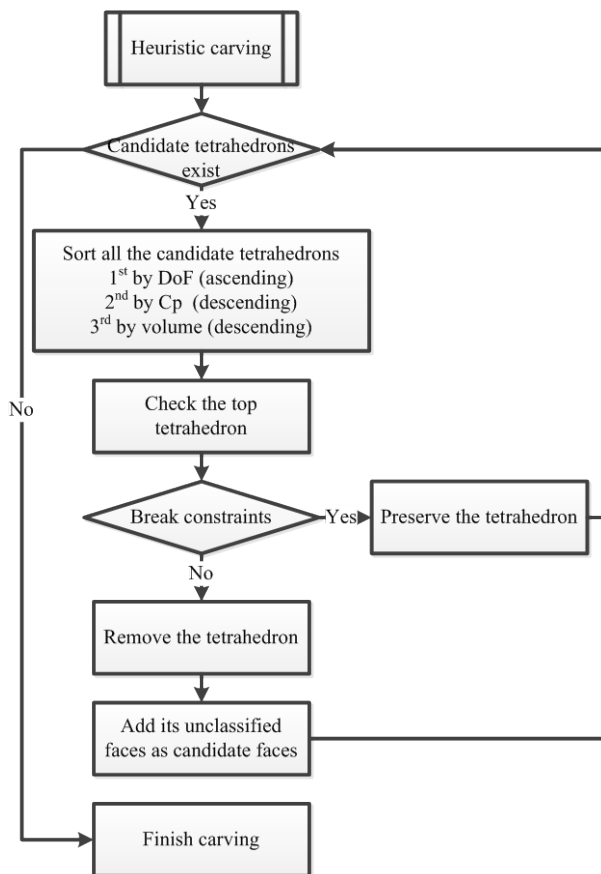 Heuristic carving
Candidate tetrahedrons
exist
Yes
Sort all the candidate tetrahedrons
1st by DoF (ascending)
2nd by Cp (descending)
3rd by volume (descending)
No
Check the top
tetrahedron
Break constraints
Yes
Preserve the tetrahedron
No
Remove the tetrahedron
Add its unclassified
faces as candidate faces
Finish carving